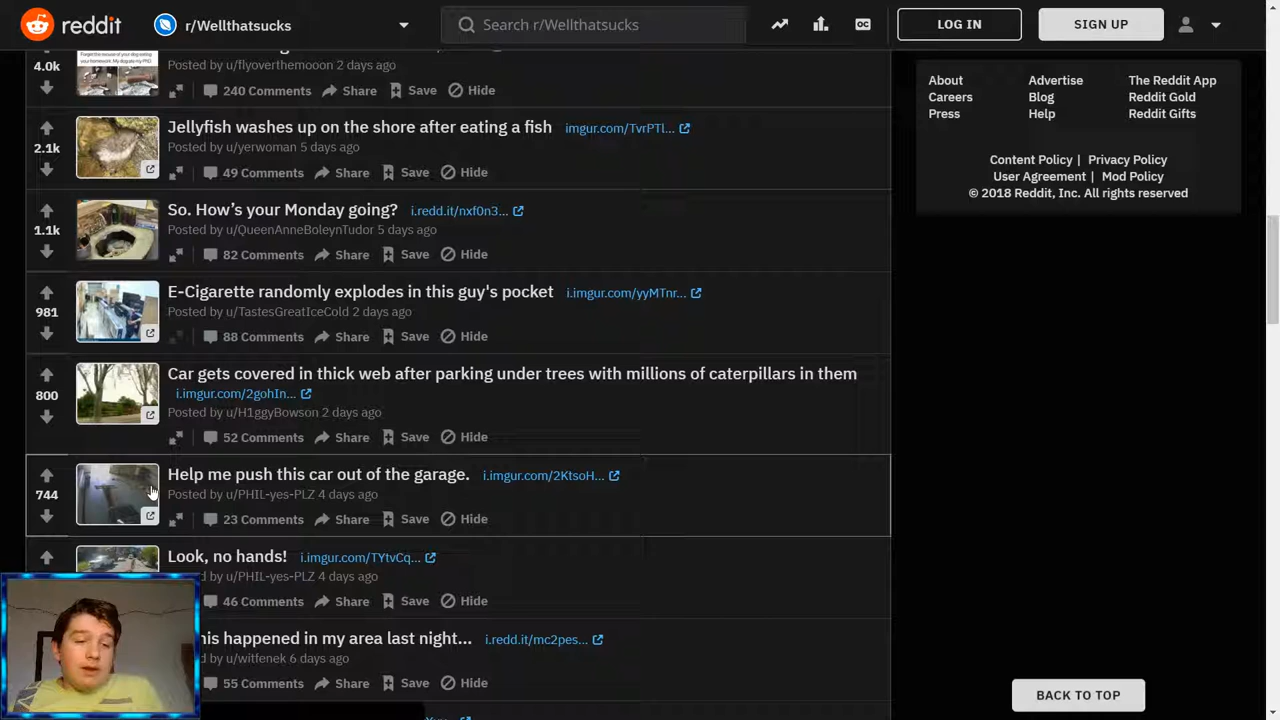 reddit r/Wellthatsucks Search r/Wellthatsucks LOG IN SIGN UP
4.0k
Posted by u/flyoverthemooon 2 days ago
240 Comments Share Save Hide
Jellyfish washes up on the shore after eating a fish imgur.com/TvrPTl...
2.1k
Posted by u/yerwoman 5 days ago
49 Comments Share Save Hide
So. How's your Monday going? i.redd.it/nxf0n3...
1.1k
Posted by u/QueenAnneBoleynTudor 5 days ago
82 Comments Share Save Hide
E-Cigarette randomly explodes in this guy's pocket i.imgur.com/yyMTnr...
981
Posted by u/TastesGreatIceCold 2 days ago
88 Comments Share Save Hide
Car gets covered in thick web after parking under trees with millions of caterpillars in them
800
i.imgur.com/2gohIn...
Posted by u/H1ggyBowson 2 days ago
52 Comments Share Save Hide
Help me push this car out of the garage. i.imgur.com/2KtsoH...
744
Posted by u/PHIL-yes-PLZ 4 days ago
23 Comments Share Save Hide
Look, no hands! i.imgur.com/TYtvCq...
by u/PHIL-yes-PLZ 4 days ago
46 Comments Share Save Hide
his happened in my area last night... i.redd.it/mc2pes...
by u/witfenek 6 days ago
55 Comments Share Save Hide
About Advertise The Reddit App
Careers Blog Reddit Gold
Press Help Reddit Gifts
Content Policy | Privacy Policy
User Agreement | Mod Policy
© 2018 Reddit, Inc. All rights reserved
BACK TO TOP